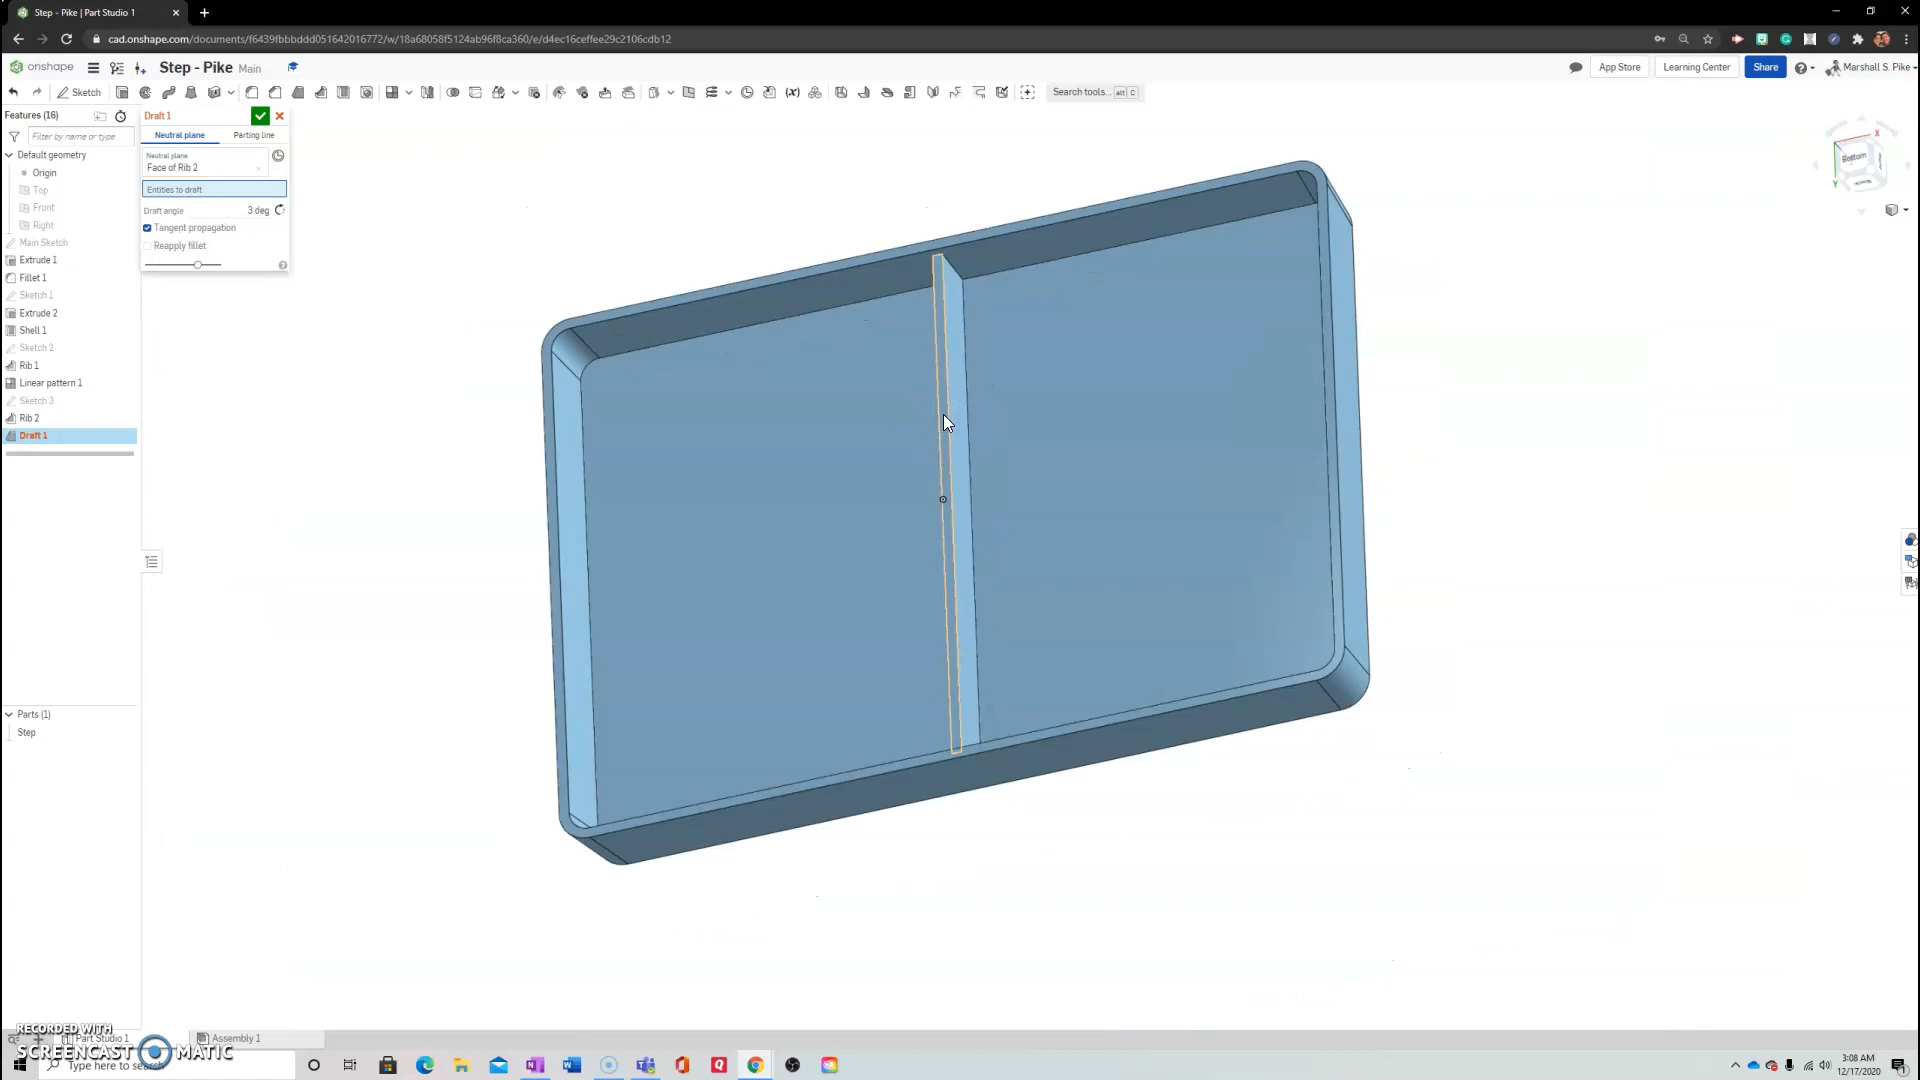 Step - Pike | Part Studio 1
cad.onshape.com/documents/f6439fbbbddd051642016772/w/18a68058f5124ab96f8ca360/e/d4ec16ceffee29c2106cdb12
onshape
Step - Pike Main
App Store
Learning Center
Share
Marshall S. Pike
Sketch
Search tools...
alt C
Features (16)
Filter by name or type
Default geometry
Origin
Top
Front
Right
Main Sketch
Extrude 1
Fillet 1
Sketch 1
Extrude 2
Shell 1
Sketch 2
Rib 1
Linear pattern 1
Sketch 3
Rib 2
Draft 1
Parts (1)
Step
Draft 1
Neutral plane
Parting line
Neutral plane
Face of Rib 2
Entities to draft
Draft angle 3 deg
Tangent propagation
Reapply fillet
X
Bottom
Y
Part Studio 1
Assembly 1
RECORDED WITH
SCREENCAST MATIC
Type here to search
3:08 AM
12/17/2020